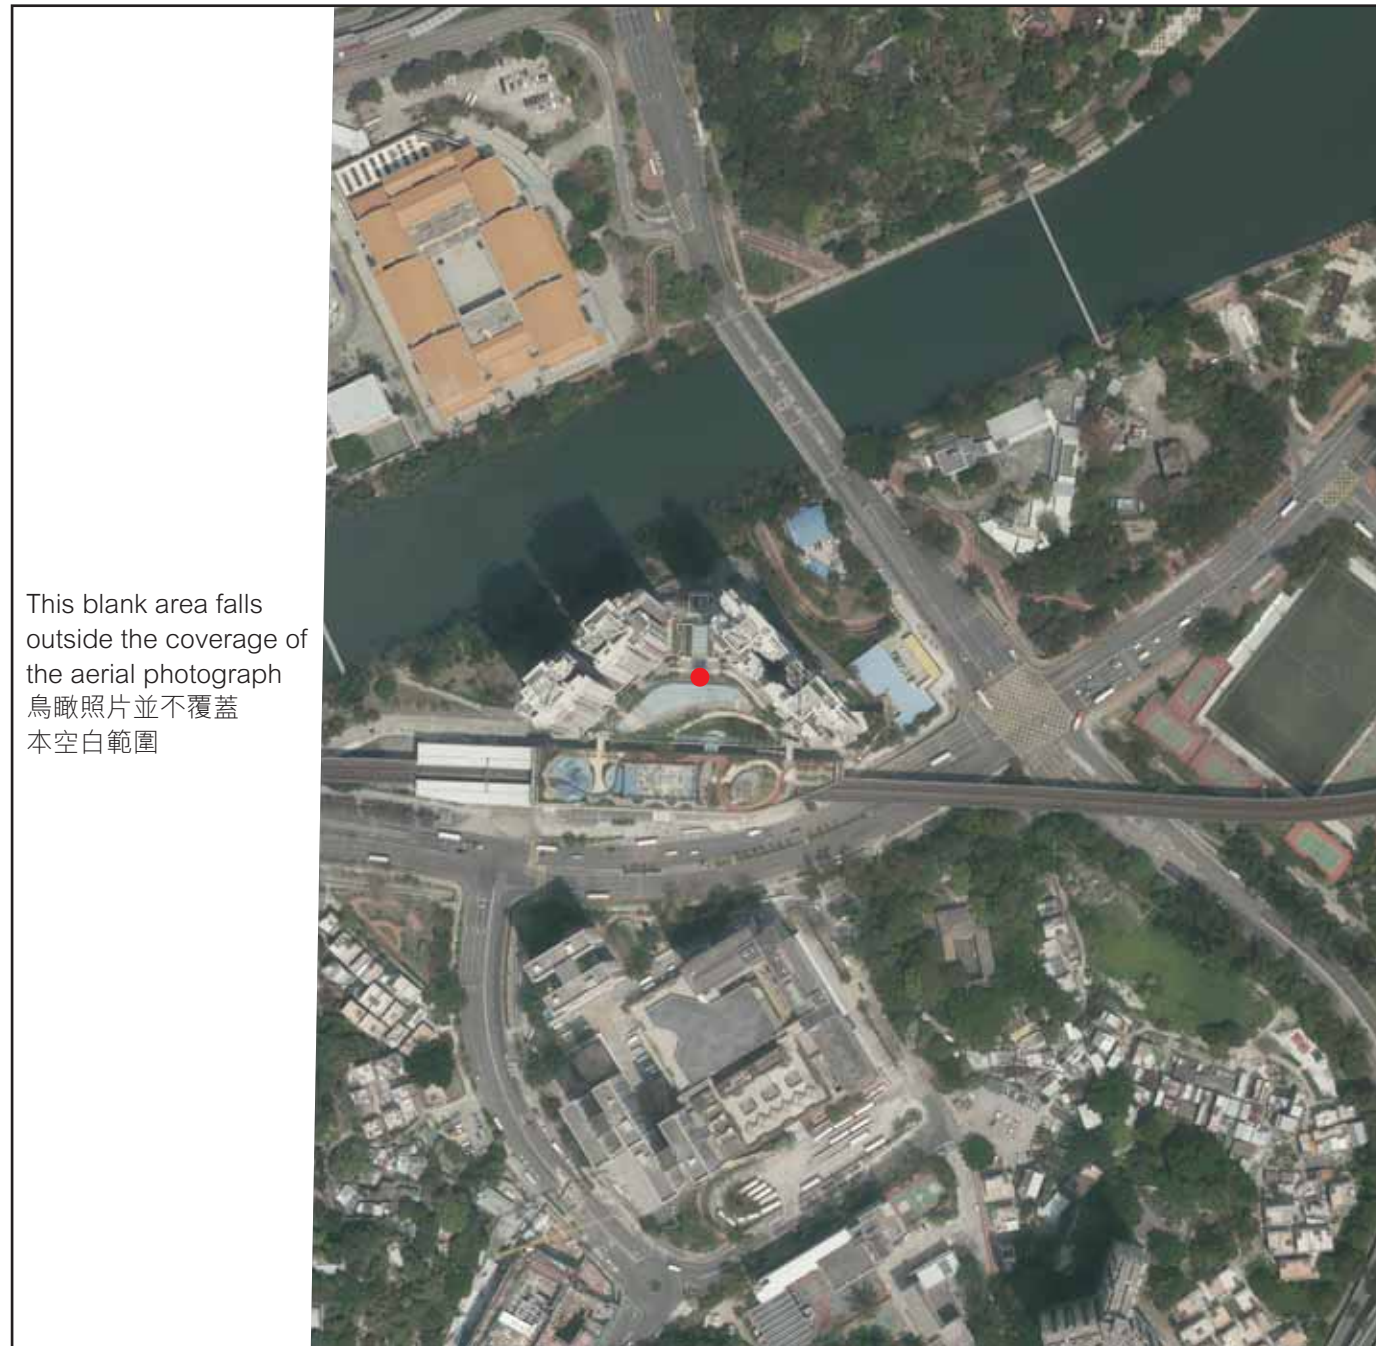 This blank area falls
outside the coverage of
the aerial photograph
鳥瞰照片並不覆蓋
本空白範圍